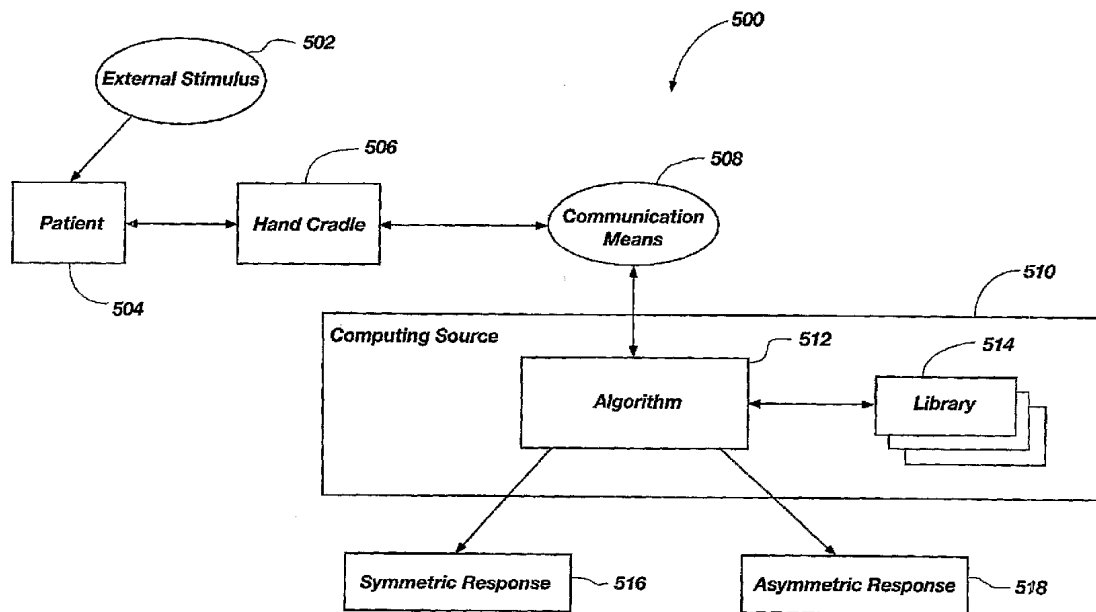 500
502
External Stimulus
506
508
Patient
Hand Cradle
Communication
Means
504
510
Computing Source
512
514
Algorithm
Library
Symmetric Response
516
Asymmetric Response
518